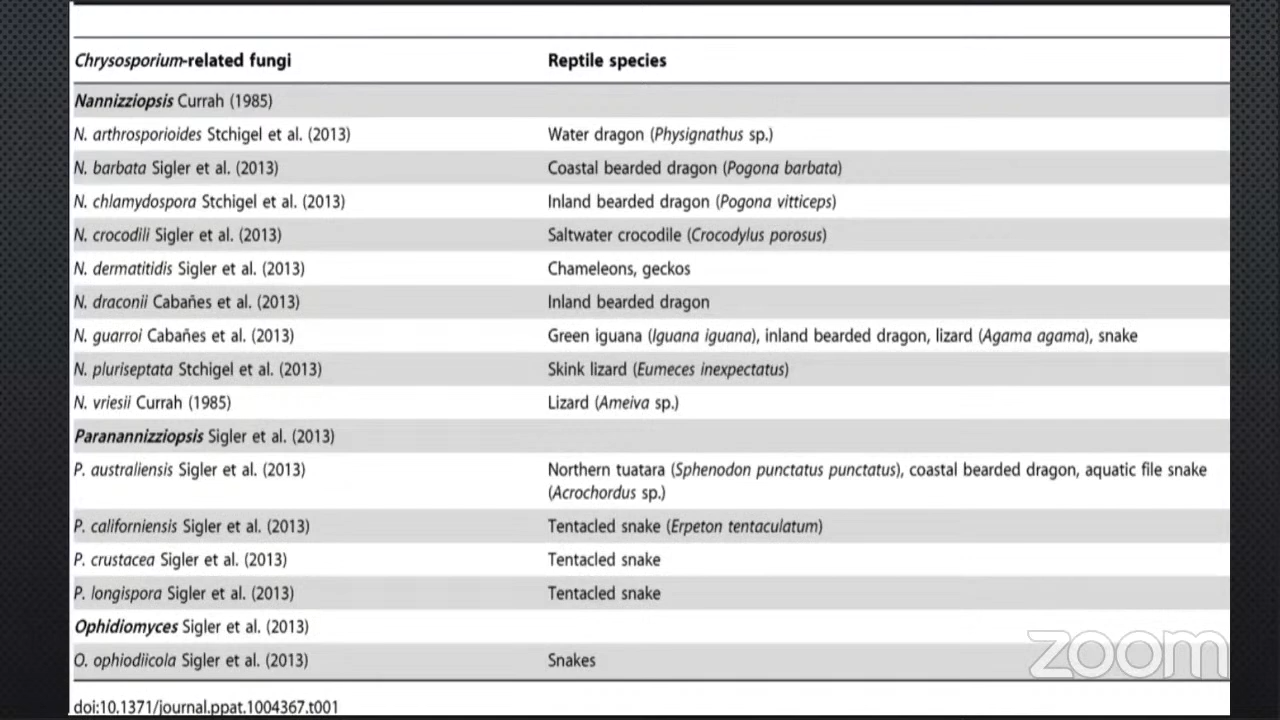 Chrysosporium-related fungi Reptile species
Nannizziopsis Currah (1985)
N. arthrosporioides Stchigel et al. (2013) Water dragon (Physignathus sp.)
N. barbata Sigler et al. (2013) Coastal bearded dragon (Pogona barbata)
N. chlamydospora Stchigel et al. (2013) Inland bearded dragon (Pogona vitticeps)
N. crocodili Sigler et al. (2013) Saltwater crocodile (Crocodylus porosus)
N. dermatitidis Sigler et al. (2013) Chameleons, geckos
N. draconii Cabañes et al. (2013) Inland bearded dragon
N. guarroi Cabañes et al. (2013) Green iguana (Iguana iguana), inland bearded dragon, lizard (Agama agama), snake
N. pluriseptata Stchigel et al. (2013) Skink lizard (Eumeces inexpectatus)
N. vriesii Currah (1985) Lizard (Ameiva sp.)
Paranannizziopsis Sigler et al. (2013)
P. australiensis Sigler et al. (2013) Northern tuatara (Sphenodon punctatus punctatus), coastal bearded dragon, aquatic file snake
(Acrochordus sp.)
P. californiensis Sigler et al. (2013) Tentacled snake (Erpeton tentaculatum)
P. crustacea Sigler et al. (2013) Tentacled snake
P. longispora Sigler et al. (2013) Tentacled snake
Ophidiomyces Sigler et al. (2013)
O. ophiodiicola Sigler et al. (2013) Snakes
zoom
doi:10.1371/journal.ppat.1004367.t001